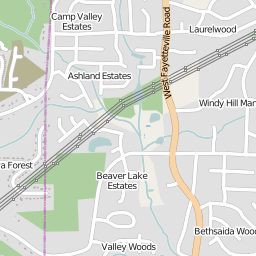 Camp Valley
Estates
Laurelwood
West Fayetteville Road
Ashland Estates
Windy Hill Man
a Forest
Beaver Lake
Estates
Bethsaida Woo
Valley Woods